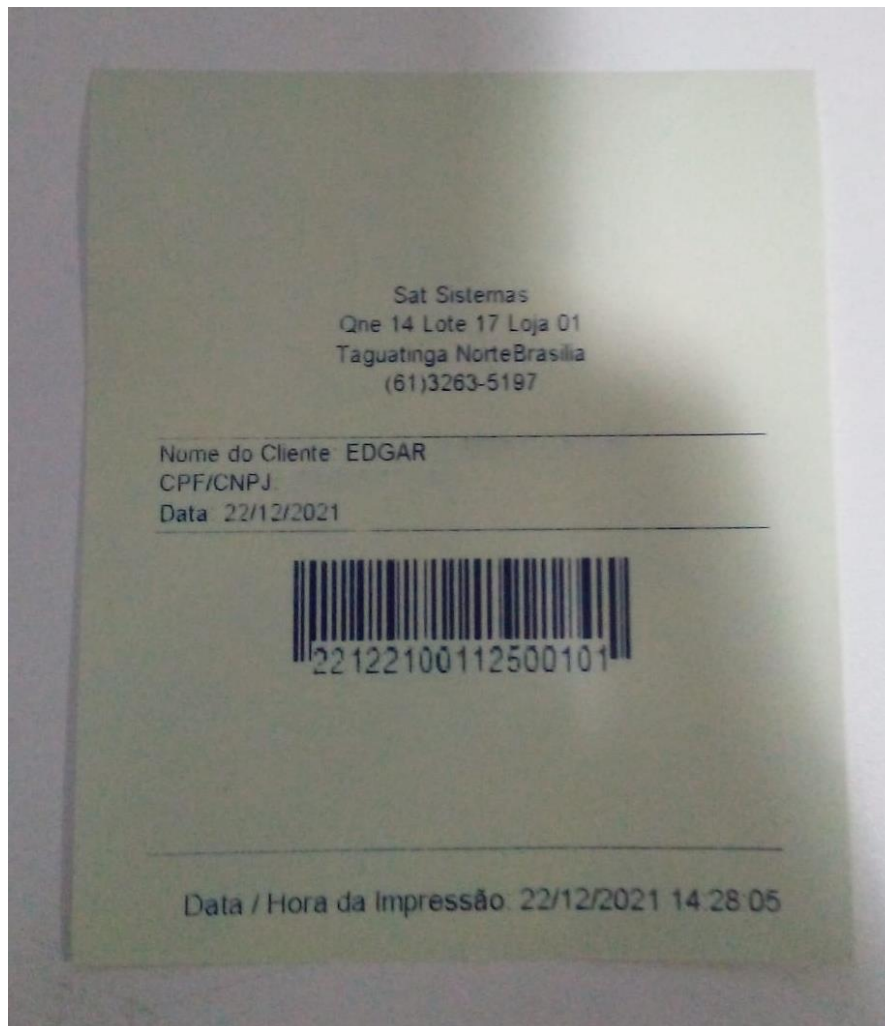 Sat Sistemas
Qne 14 Lote 17 Loja 01
Taguatinga NorteBrasilia
(61)3263-5197
Nome do Cliente: EDGAR
CPF/CNPJ:
Data: 22/12/2021
22122100112500101
Data / Hora da Impressão: 22/12/2021 14:28:05